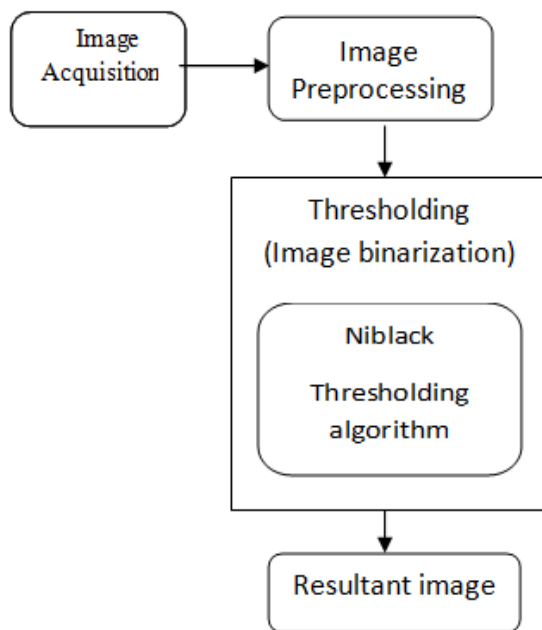 Image
Acquisition
Image
Preprocessing
Thresholding
(Image binarization)
Niblack
Thresholding
algorithm
Resultant image